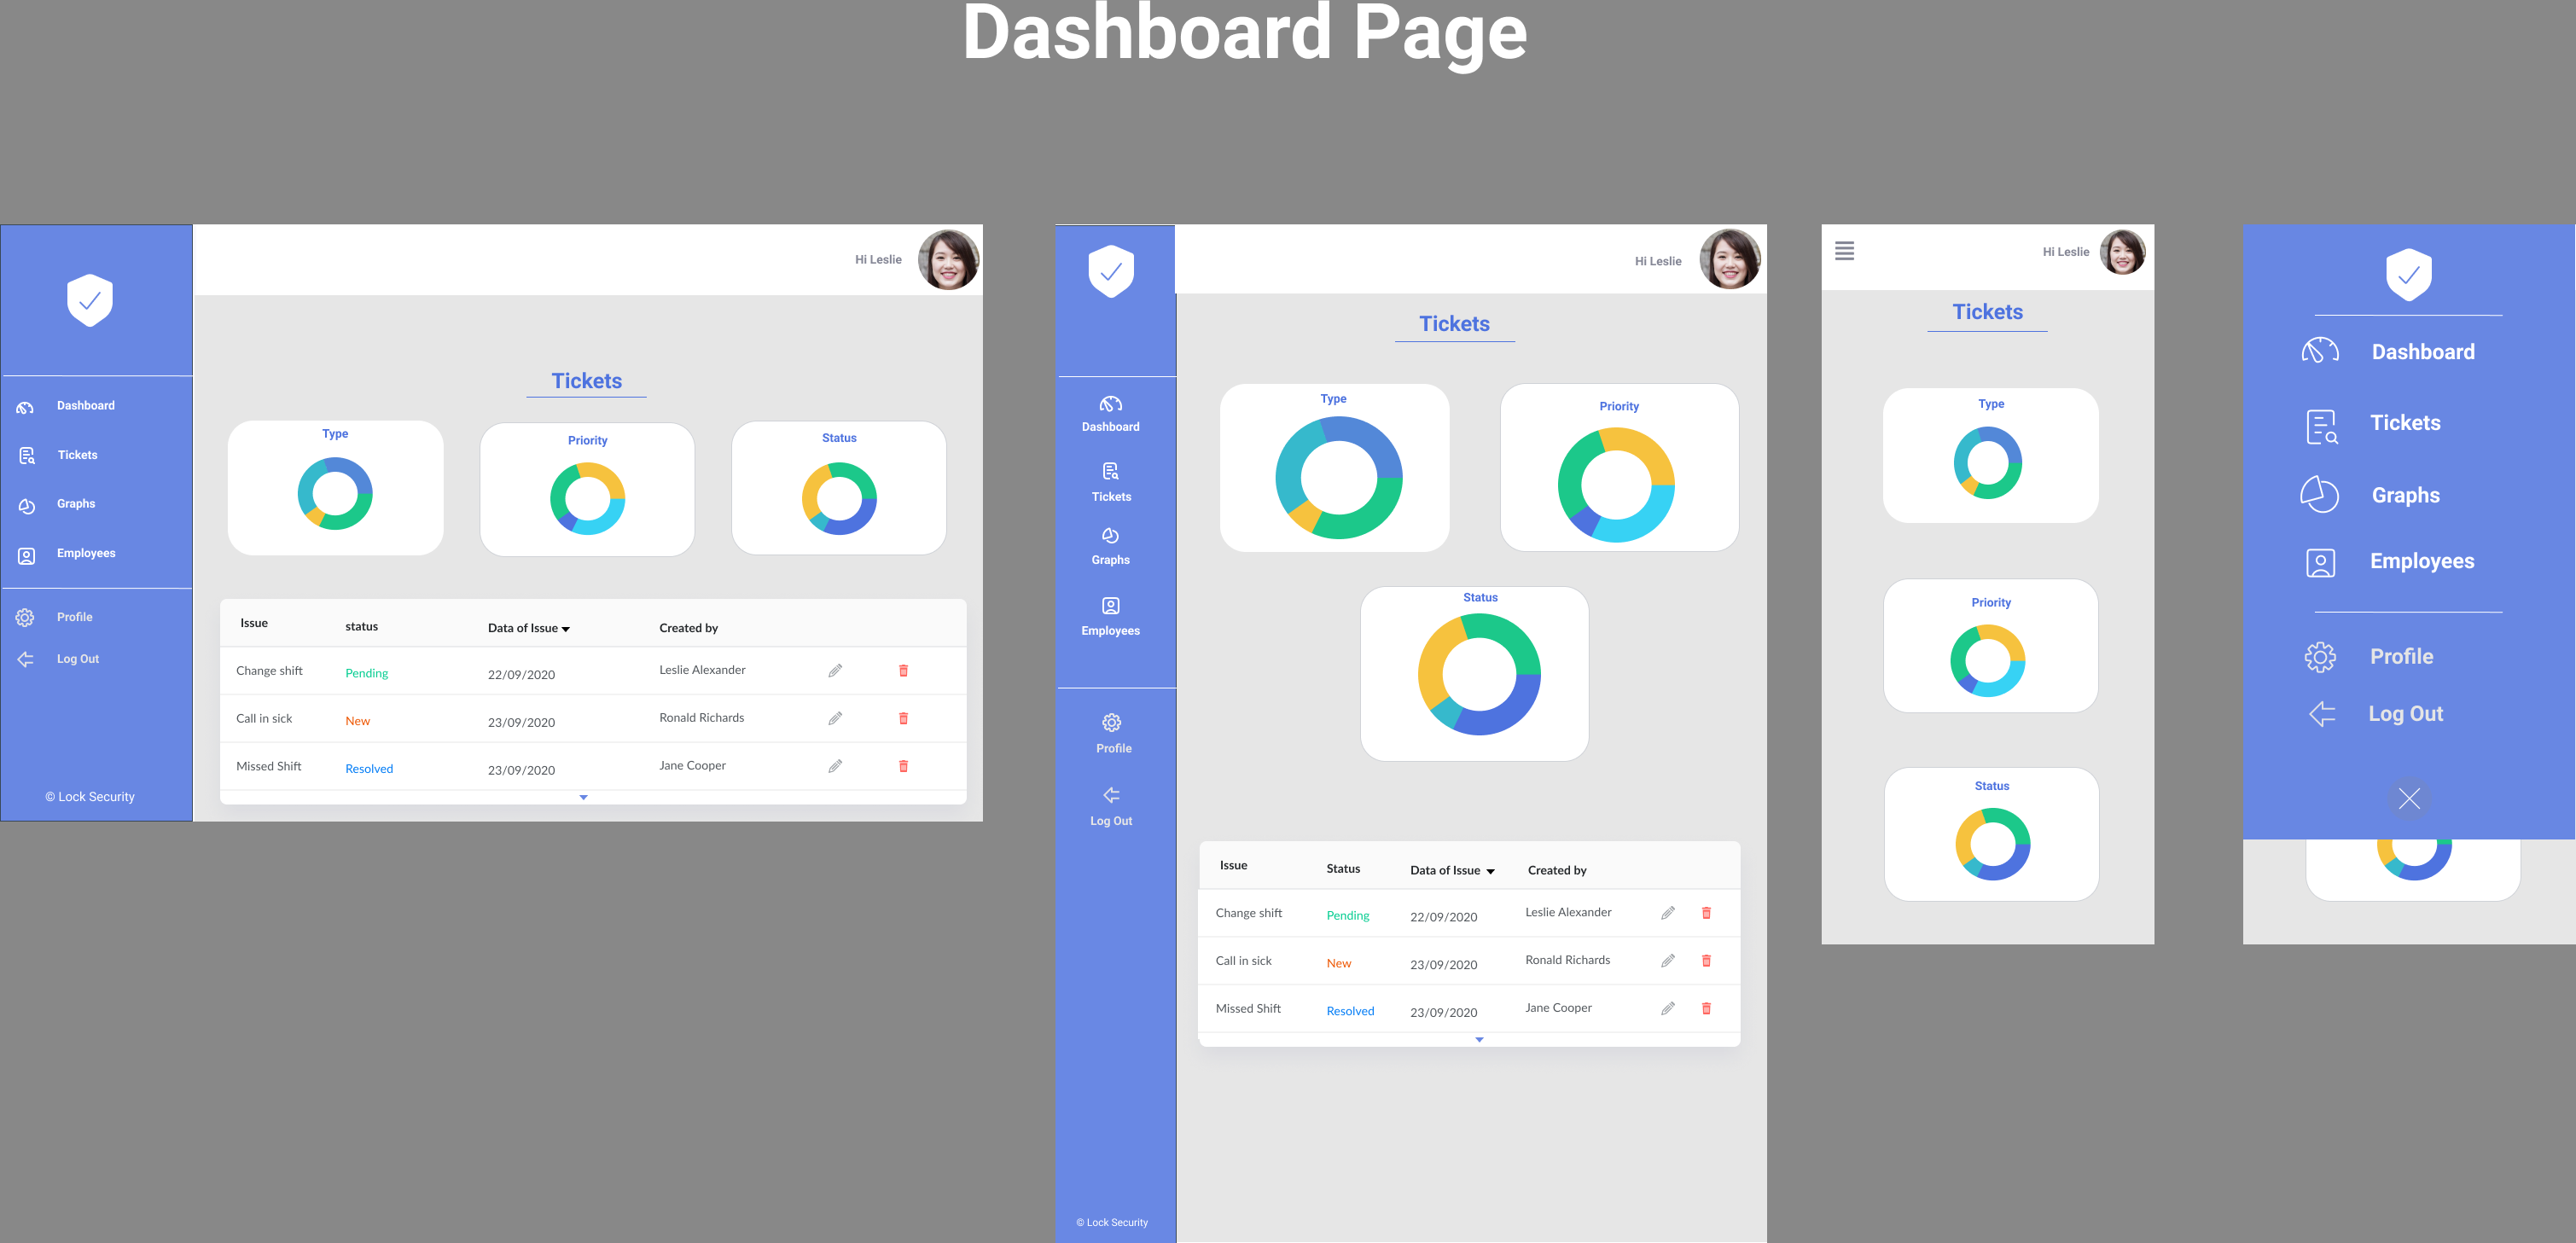 Dashboard Page
Hi Leslie
Dashboard
Tickets
Graphs
Employees
Profile
Log Out
© Lock Security
Tickets
Type
Priority
Status
Issue status Data of Issue Created by
Change shift Pending 22/09/2020 Leslie Alexander
Call in sick New 23/09/2020 Ronald Richards
Missed Shift Resolved 23/09/2020 Jane Cooper
Hi Leslie
Dashboard
Tickets
Graphs
Employees
Profile
Log Out
© Lock Security
Tickets
Type
Priority
Status
Issue Status Data of Issue Created by
Change shift Pending 22/09/2020 Leslie Alexander
Call in sick New 23/09/2020 Ronald Richards
Missed Shift Resolved 23/09/2020 Jane Cooper
Hi Leslie
Tickets
Type
Priority
Status
Dashboard
Tickets
Graphs
Employees
Profile
Log Out